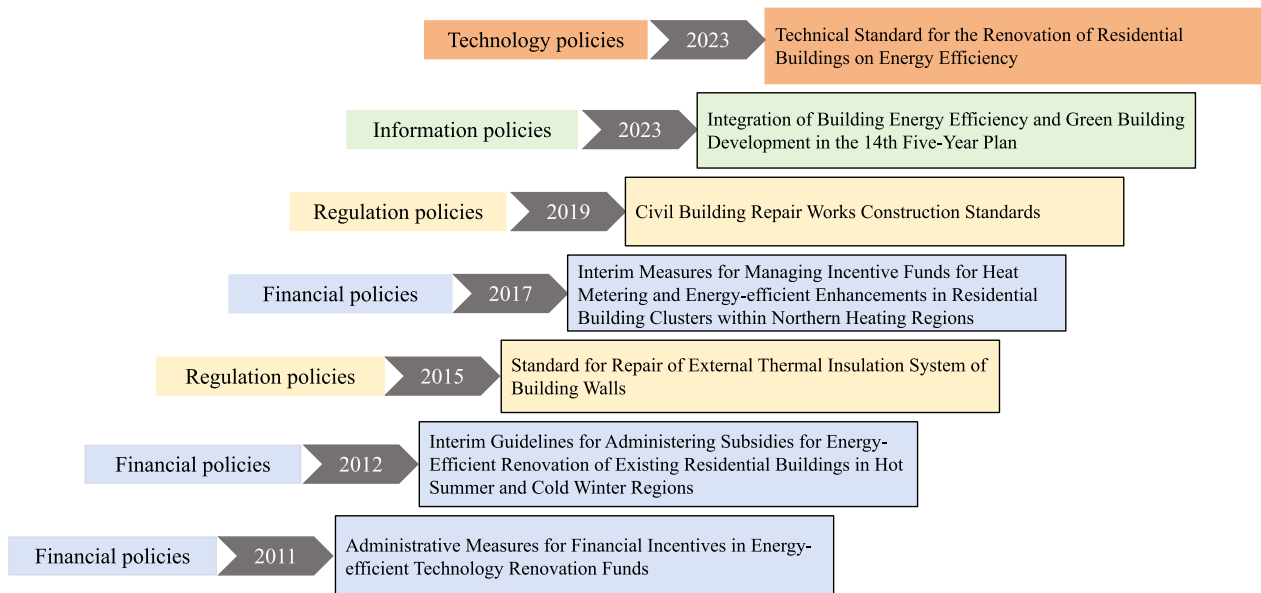 Technology policies
2023
Technical Standard for the Renovation of Residential
Buildings on Energy Efficiency
Information policies
2023
Integration of Building Energy Efficiency and Green Building
Development in the 14th Five-Year Plan
Regulation policies
2019
Civil Building Repair Works Construction Standards
Financial policies
2017
Interim Measures for Managing Incentive Funds for Heat
Metering and Energy-efficient Enhancements in Residential
Building Clusters within Northern Heating Regions
Regulation policies
2015
Standard for Repair of External Thermal Insulation System of
Building Walls
Financial policies
2012
Interim Guidelines for Administering Subsidies for Energy-
Efficient Renovation of Existing Residential Buildings in Hot
Summer and Cold Winter Regions
Financial policies
2011
Administrative Measures for Financial Incentives in Energy-
efficient Technology Renovation Funds